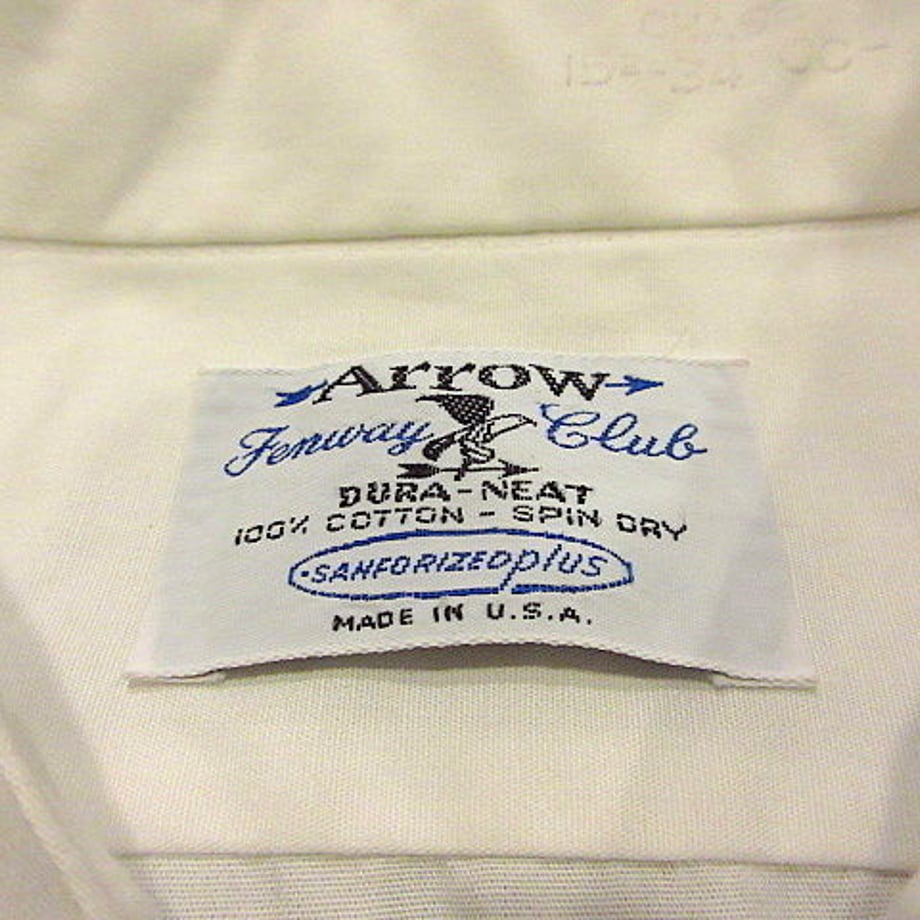 Arrow
Fenway Club
DURA-NEAT
100% COTTON - SPIN DRY
SANFORIZED plus
MADE IN U.S.A.